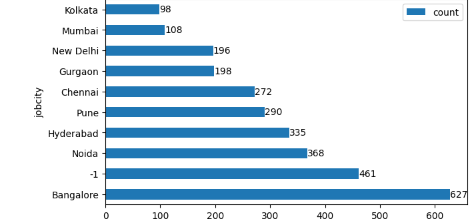 Kolkata 98
count
Mumbai 108
New Delhi 196
Gurgaon 198
Chennai 272
jobcity
Pune 290
Hyderabad 335
Noida 368
-1 461
Bangalore 627
0 100 200 300 400 500 600